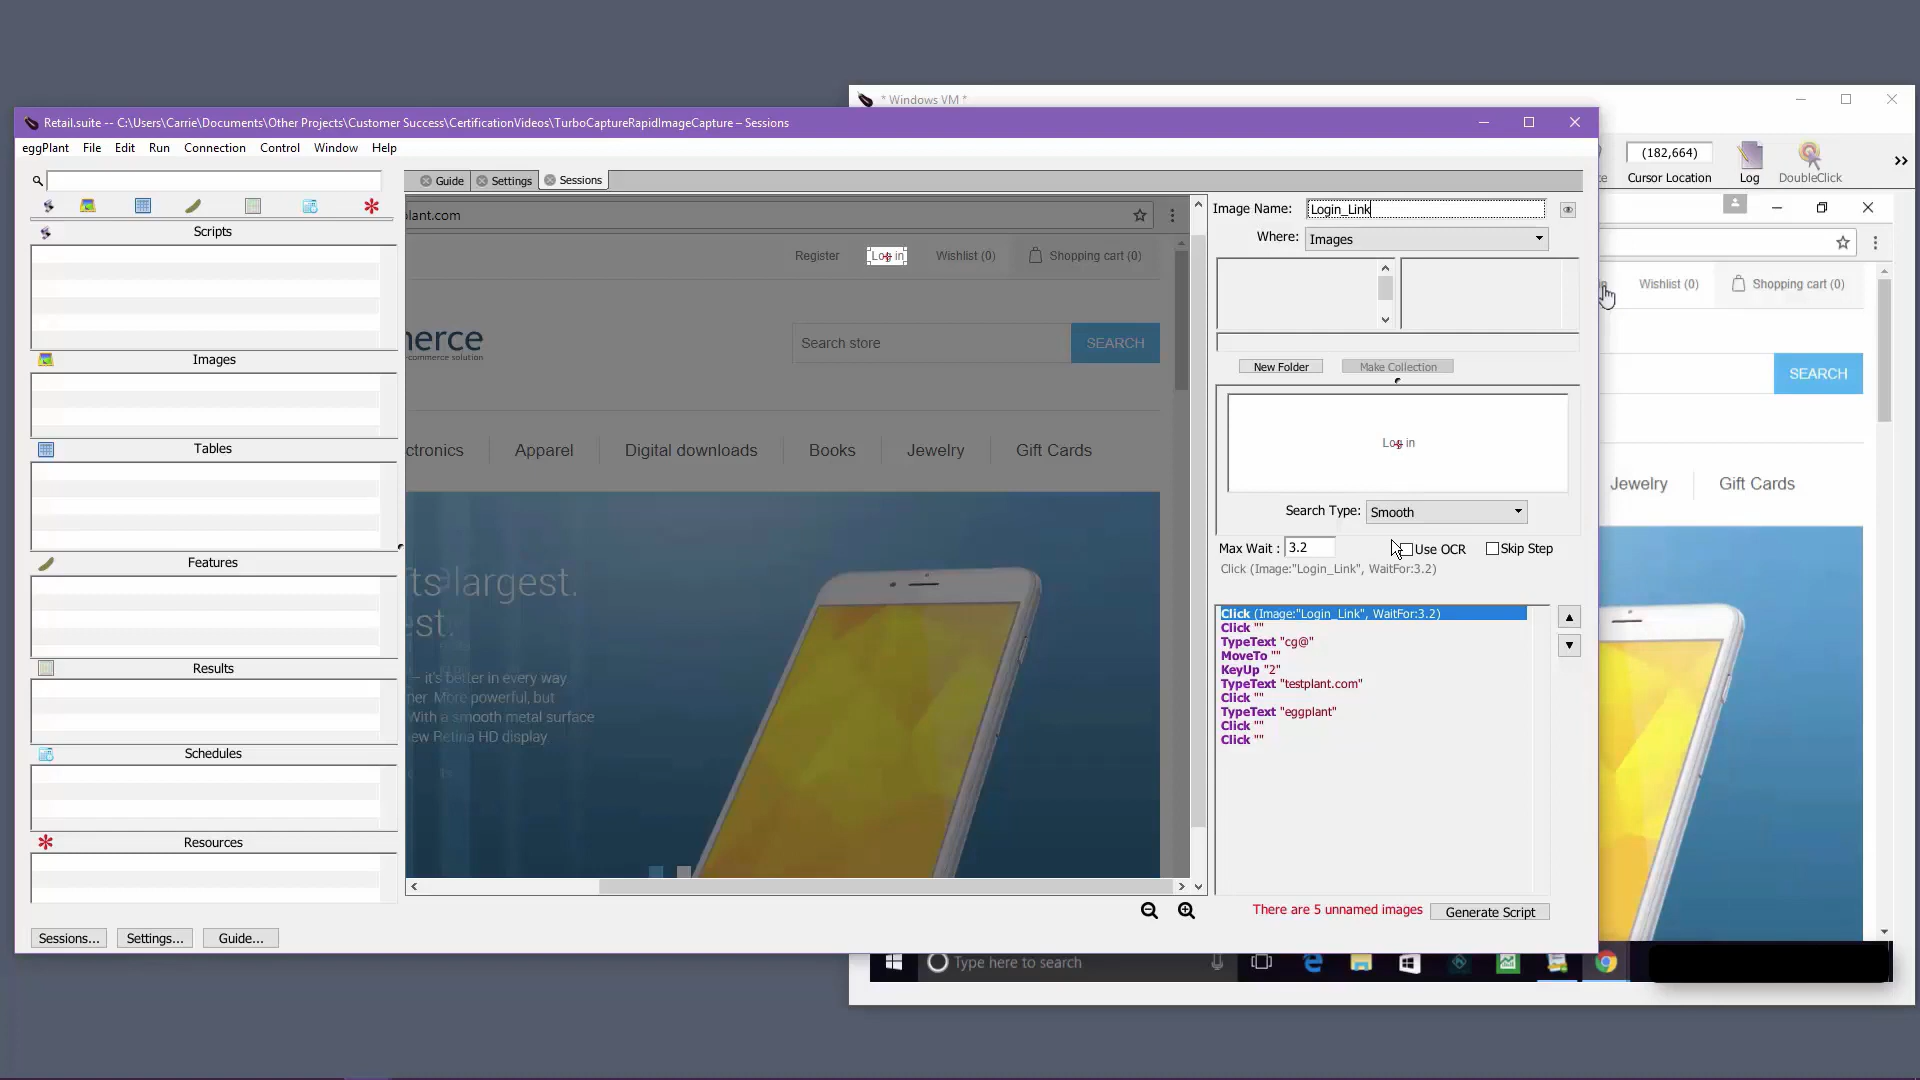 * Windows VM *
Retail.suite -- C:\Users\Carrie\Documents\Other Projects\Customer Success\CertificationVideos\TurboCaptureRapidImageCapture – Sessions
eggPlant File Edit Run Connection Control Window Help
(182,664)
Cursor Location Log DoubleClick
Guide Settings Sessions
plant.com
Image Name: Login_Link
Where: Images
Scripts
Register Log in Wishlist (0) Shopping cart (0)
Wishlist (0) Shopping cart (0)
Search store SEARCH
SEARCH
New Folder Make Collection
Images
ctronics Apparel Digital downloads Books Jewelry Gift Cards
Jewelry Gift Cards
Log in
Tables
Search Type: Smooth
Max Wait : 3.2 Use OCR Skip Step
Click (Image:"Login_Link", WaitFor:3.2)
Features
largest.
est.
– it's better in every way.
ner. More powerful, but
With a smooth metal surface
ew Retina HD display.
Click (Image:"Login_Link", WaitFor:3.2)
Click ""
TypeText "cg@"
MoveTo ""
KeyUp "2"
TypeText "testplant.com"
Click ""
TypeText "eggplant"
Click ""
Click ""
Results
Schedules
Resources
There are 5 unnamed images Generate Script
Sessions... Settings... Guide...
Type here to search